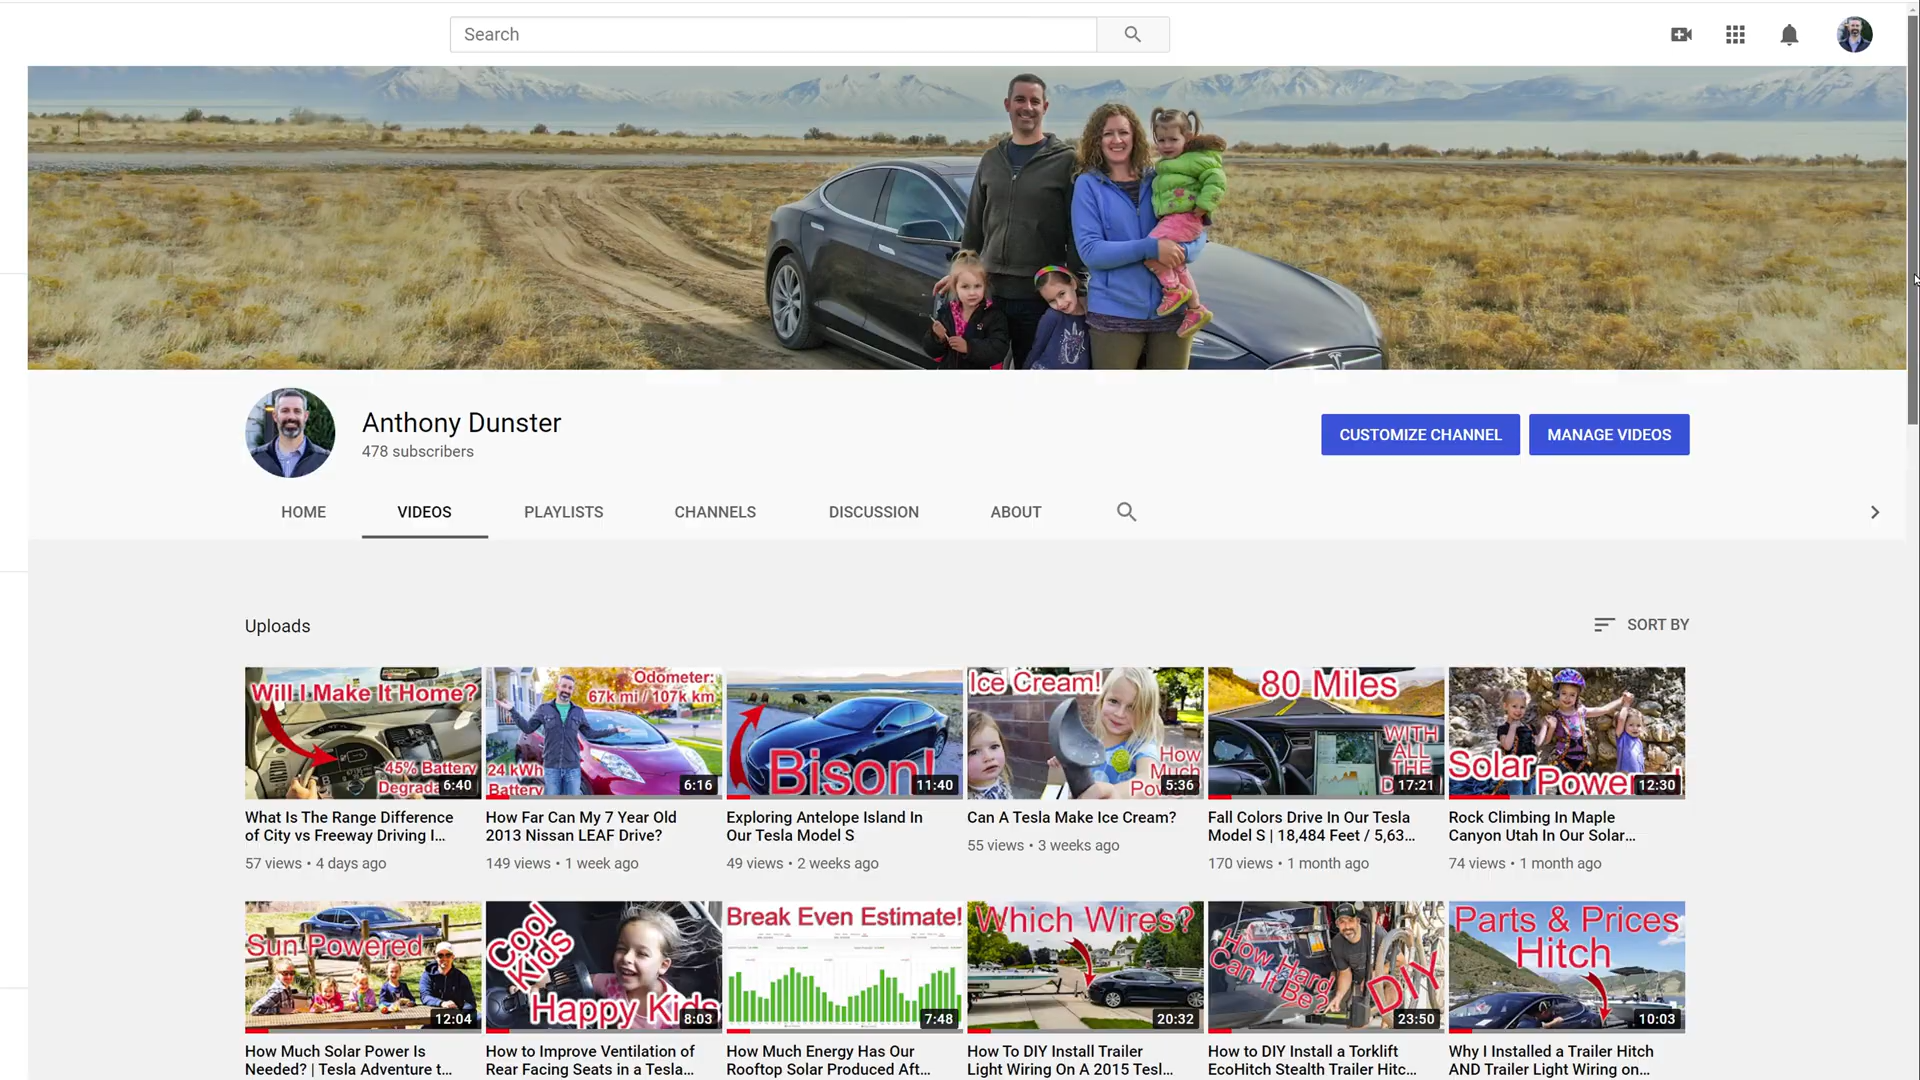 Search
Anthony Dunster
478 subscribers
CUSTOMIZE CHANNEL
MANAGE VIDEOS
HOME
VIDEOS
PLAYLISTS
CHANNELS
DISCUSSION
ABOUT
Uploads
SORT BY
Will I Make It Home?
45% Battery
6:40
Odometer:
67k mi / 107k km
24 kWh
Battery
6:16
Bison!
11:40
Ice Cream!
How
Much
5:36
80 Miles
WITH
ALL
THE
17:21
Solar
Power
12:30
What Is The Range Difference
of City vs Freeway Driving I...
57 views • 4 days ago
How Far Can My 7 Year Old
2013 Nissan LEAF Drive?
149 views • 1 week ago
Exploring Antelope Island In
Our Tesla Model S
49 views • 2 weeks ago
Can A Tesla Make Ice Cream?
55 views • 3 weeks ago
Fall Colors Drive In Our Tesla
Model S | 18,484 Feet / 5,63...
170 views • 1 month ago
Rock Climbing In Maple
Canyon Utah In Our Solar...
74 views • 1 month ago
Sun Powered
12:04
Cool
Kids
Happy Kids
8:03
Break Even Estimate!
7:48
Which Wires?
20:32
How Hard
Can It Be?
DIY
23:50
Parts & Prices
Hitch
10:03
How Much Solar Power Is
Needed? | Tesla Adventure t...
How to Improve Ventilation of
Rear Facing Seats in a Tesla...
How Much Energy Has Our
Rooftop Solar Produced Aft...
How To DIY Install Trailer
Light Wiring On A 2015 Tesl...
How to DIY Install a Torklift
EcoHitch Stealth Trailer Hitc...
Why I Installed a Trailer Hitch
AND Trailer Light Wiring on...